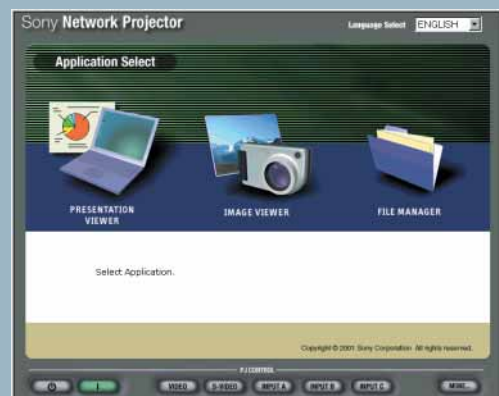 Sony Network Projector
Language Select ENGLISH
Application Select
PRESENTATION
VIEWER
IMAGE VIEWER
FILE MANAGER
Select Application.
Copyright © 2001 Sony Corporation All rights reserved.
PJ CONTROL
VIDEO S-VIDEO INPUT A INPUT B INPUT C MORE...